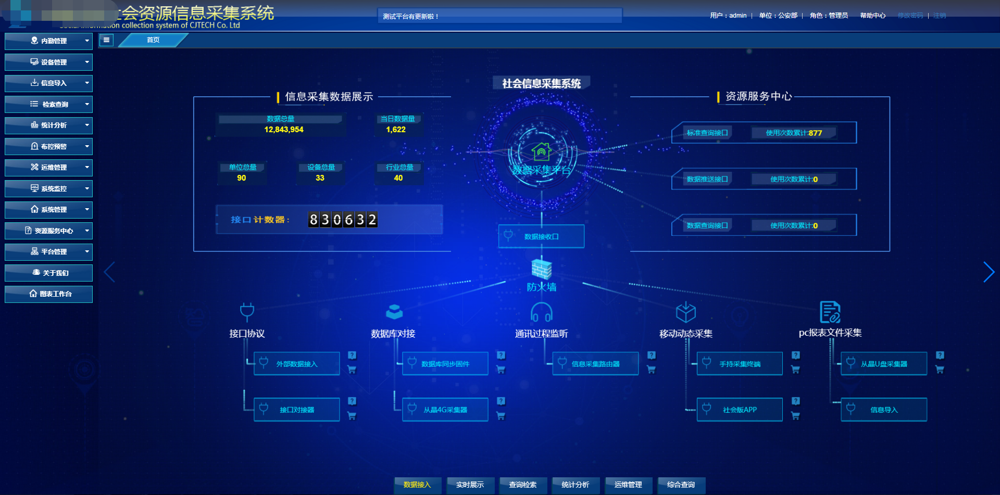 社会资源信息采集系统
information collection system of CJTECH Co. Ltd
测试平台有更新啦！
用户：admin | 单位：公安部 | 角色：管理员 帮助中心 修改密码 | 注销
内勤管理
设备管理
信息导入
检索查询
统计分析
布控预警
运维管理
系统监控
系统管理
资源服务中心
平台管理
关于我们
图表工作台
首页
社会信息采集系统
信息采集数据展示
数据总量
12,843,954
当日数据量
1,622
单位总量
90
设备总量
33
行业总量
40
接口计数器：
830632
数据采集平台
资源服务中心
标准查询接口 使用次数累计:877
数据推送接口 使用次数累计:0
数据查询接口 使用次数累计:0
数据接收口
防火墙
接口协议
数据库对接
通讯过程监听
移动动态采集
pc报表文件采集
外部数据接入
?
数据库同步固件
?
信息采集路由器
?
手持采集终端
?
从晶U盘采集器
?
接口对接器
?
从晶4G采集器
?
社会版APP
?
信息导入
数据接入
实时展示
查询检索
统计分析
运维管理
综合查询